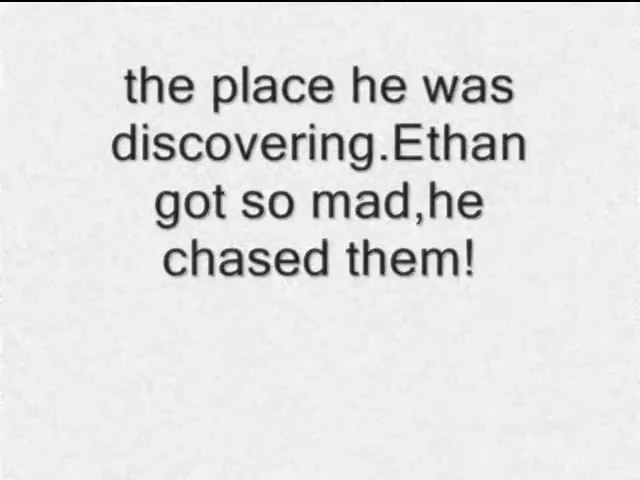 the place he was
discovering.Ethan
got so mad,he
chased them!